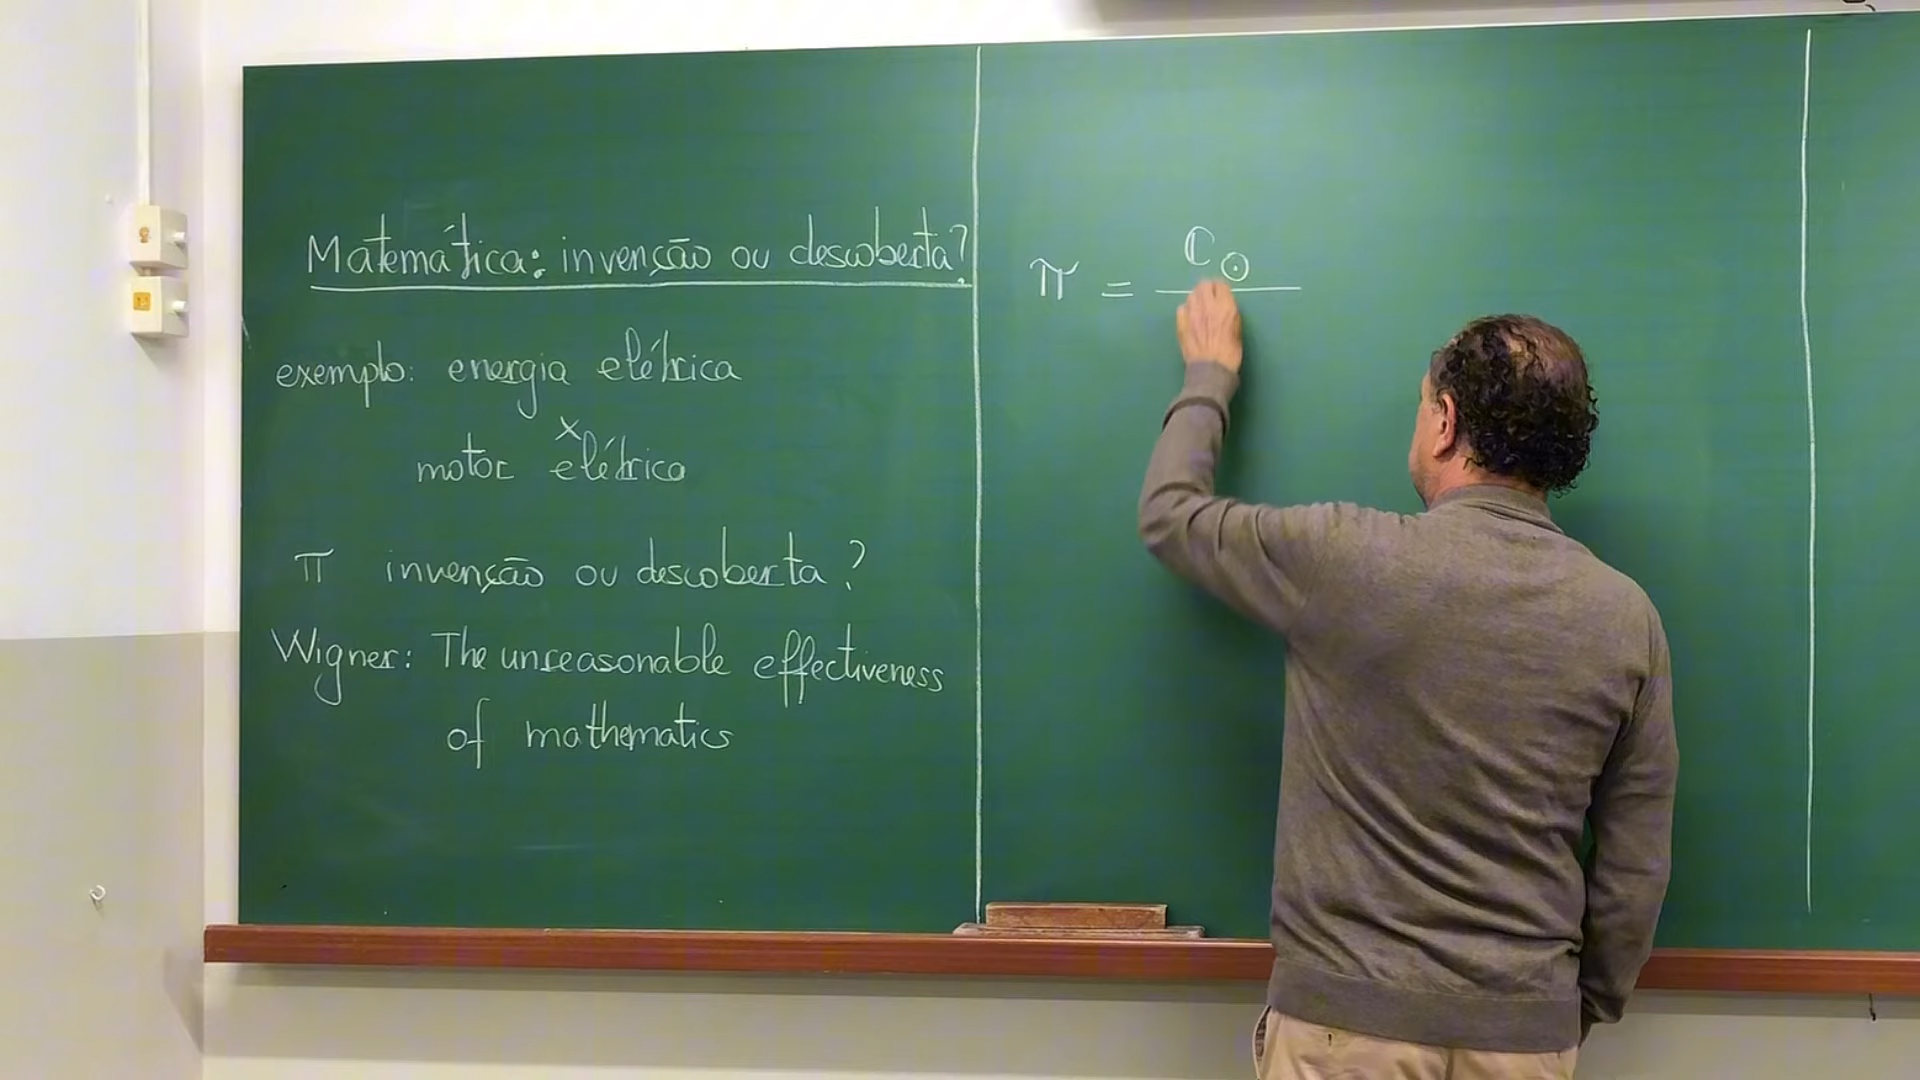 Matemática: invenção ou descoberta?
exemplo: energia elétrica
x
motor elétrico
π invenção ou descoberta?
Wigner: The unreasonable effectiveness
of mathematics
π = C⊙